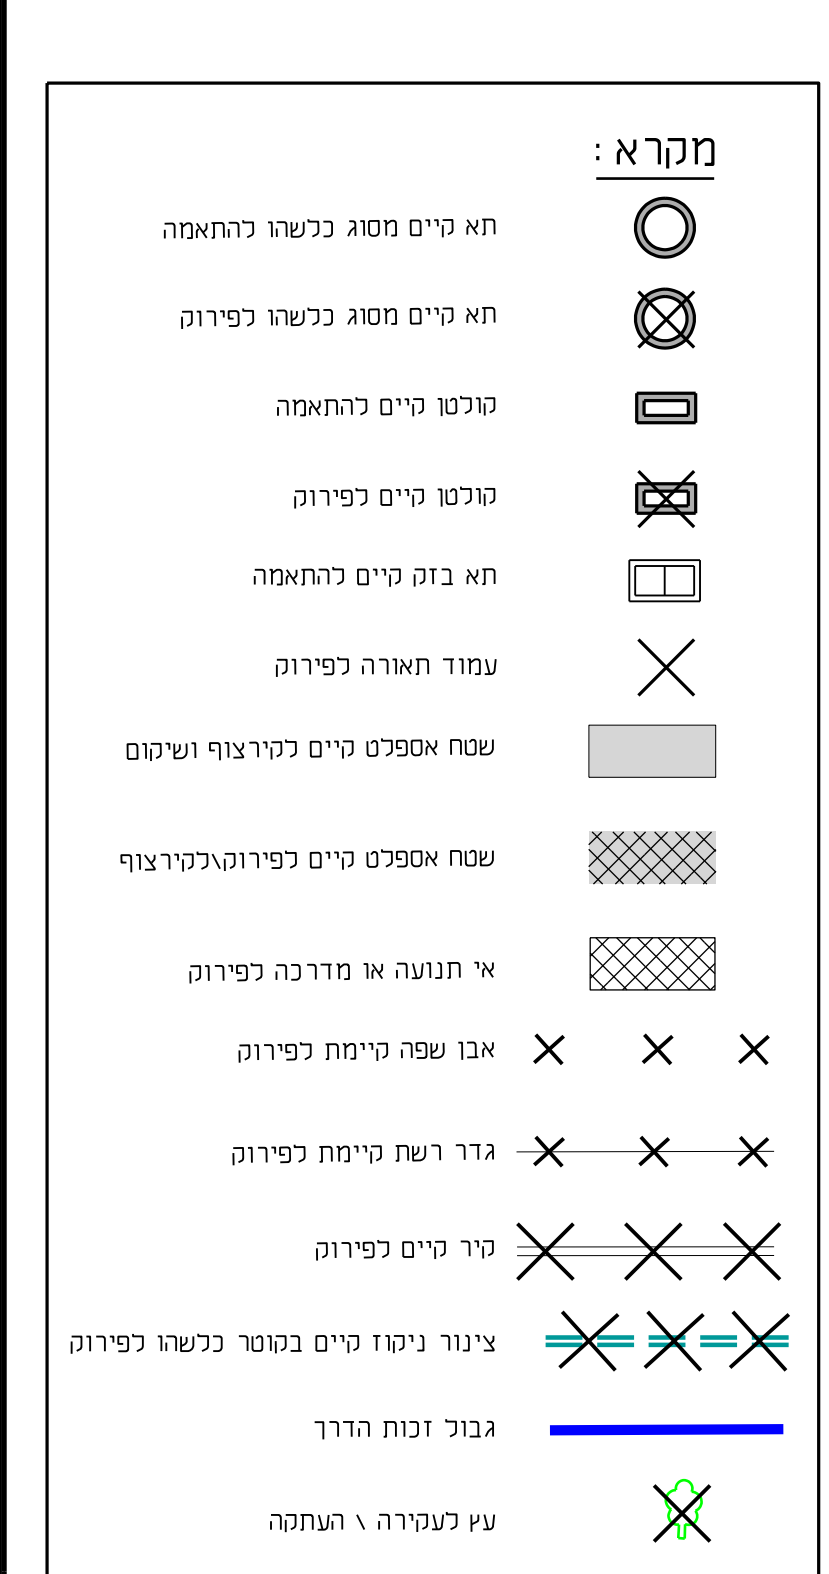 מקרא :
תא קיים מסוג כלשהו להתאמה
תא קיים מסוג כלשהו לפירוק
קולטן קיים להתאמה
קולטן קיים לפירוק
תא בזק קיים להתאמה
עמוד תאורה לפירוק
שטח אספלט קיים לקירצוף ושיקום
שטח אספלט קיים לפירוק\לקירצוף
אי תנועה או מדרכה לפירוק
אבן שפה קיימת לפירוק
גדר רשת קיימת לפירוק
קיר קיים לפירוק
צינור ניקוז קיים בקוטר כלשהו לפירוק
גבול זכות הדרך
עץ לעקירה \ העתקה